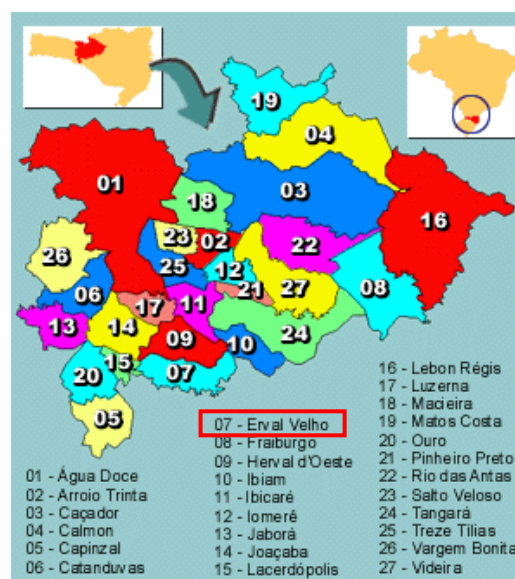 19
04
01
03
18
16
23
02
22
26
25
12
08
06
21
27
17
11
13
14
24
09
10
15
20
07
05
01 - Água Doce
02 - Arroio Trinta
03 - Caçador
04 - Calmon
05 - Capinzal
06 - Catanduvas
07 - Erval Velho
08 - Fraiburgo
09 - Herval d'Oeste
10 - Ibiam
11 - Ibicaré
12 - Iomerê
13 - Jaborá
14 - Joaçaba
15 - Lacerdópolis
16 - Lebon Régis
17 - Luzerna
18 - Macieira
19 - Matos Costa
20 - Ouro
21 - Pinheiro Preto
22 - Rio das Antas
23 - Salto Veloso
24 - Tangará
25 - Treze Tilias
26 - Vargem Bonita
27 - Videira